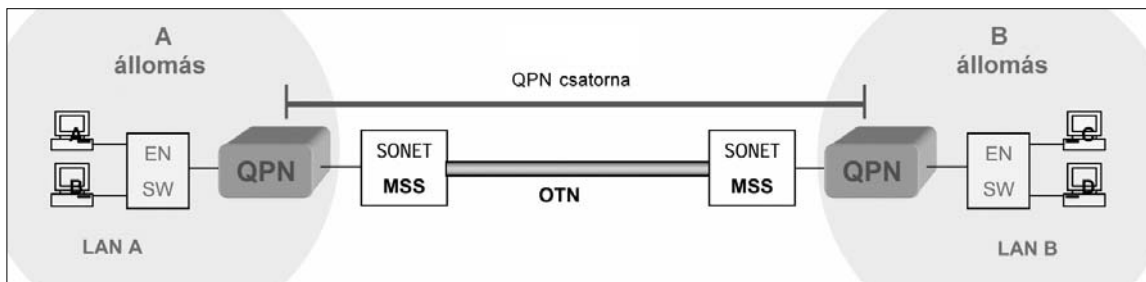 A
állomás
B
állomás
QPN csatorna
A
B
EN
SW
QPN
SONET
MSS
OTN
SONET
MSS
QPN
EN
SW
C
D
LAN A
LAN B